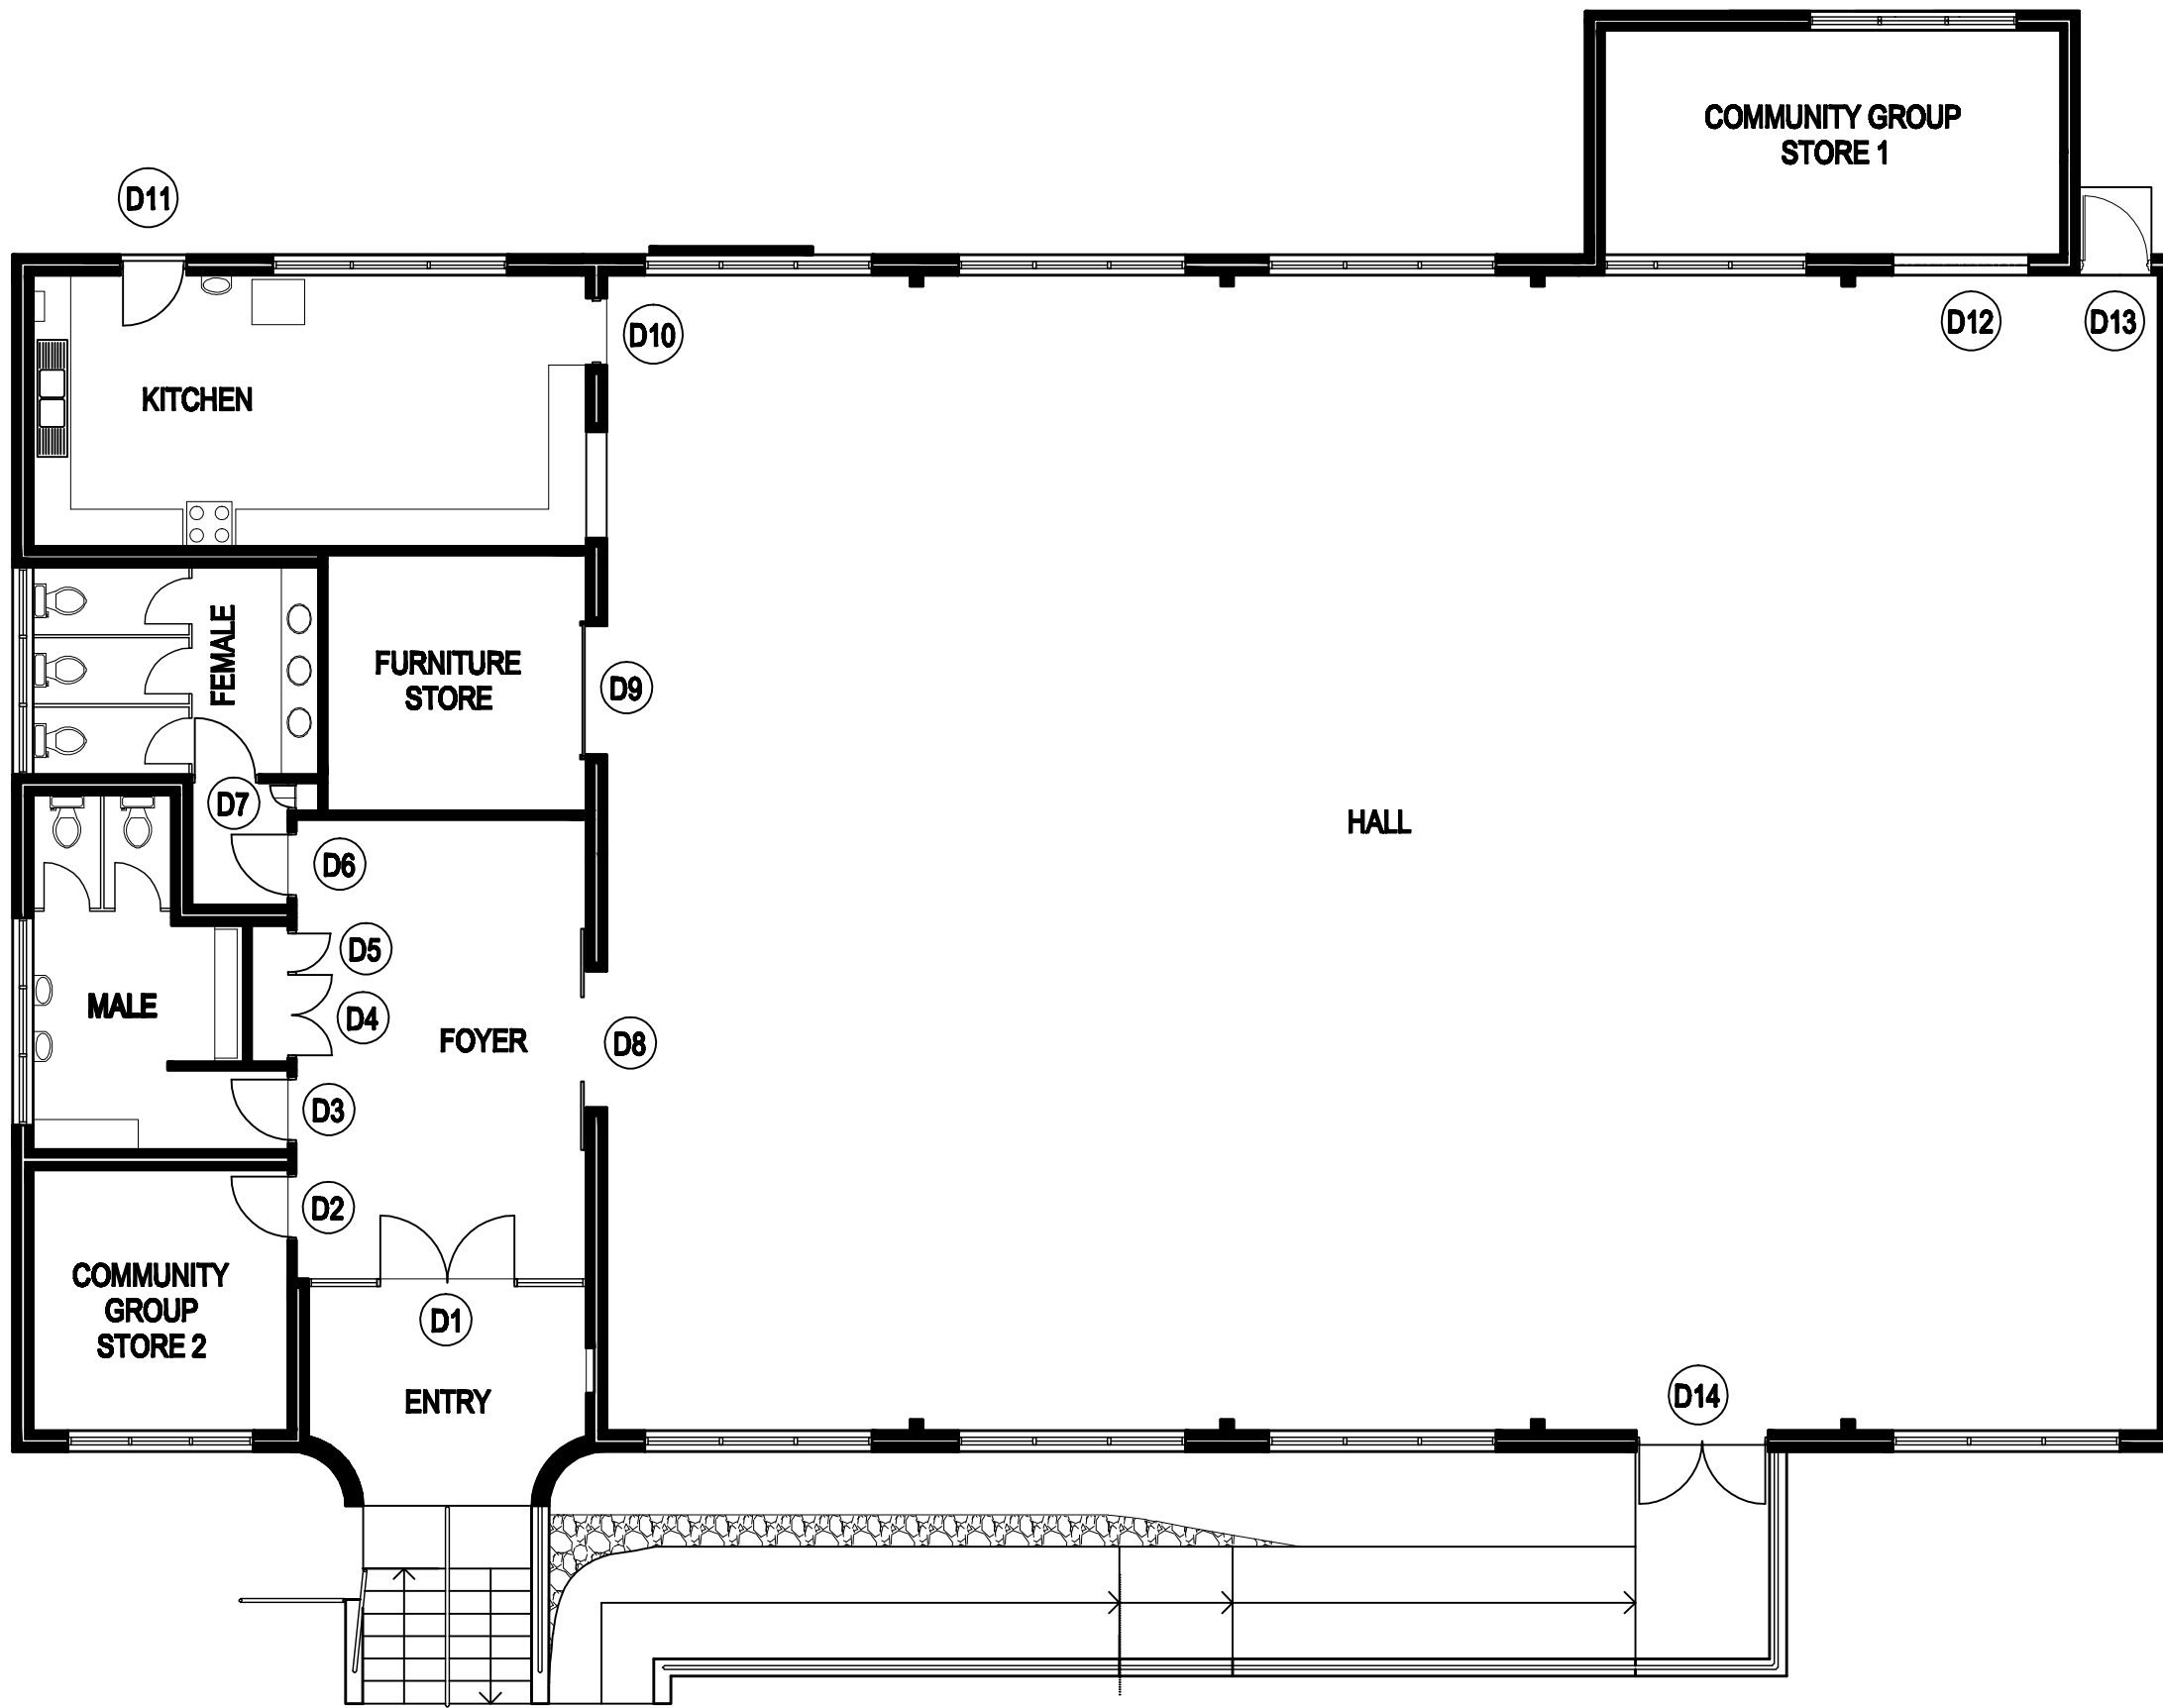 COMMUNITY GROUP
STORE 1
D11
D10
D12
D13
KITCHEN
FEMALE
FURNITURE
STORE
D9
D7
HALL
D6
D5
MALE
D4
FOYER
D8
D3
D2
COMMUNITY
GROUP
STORE 2
D1
ENTRY
D14